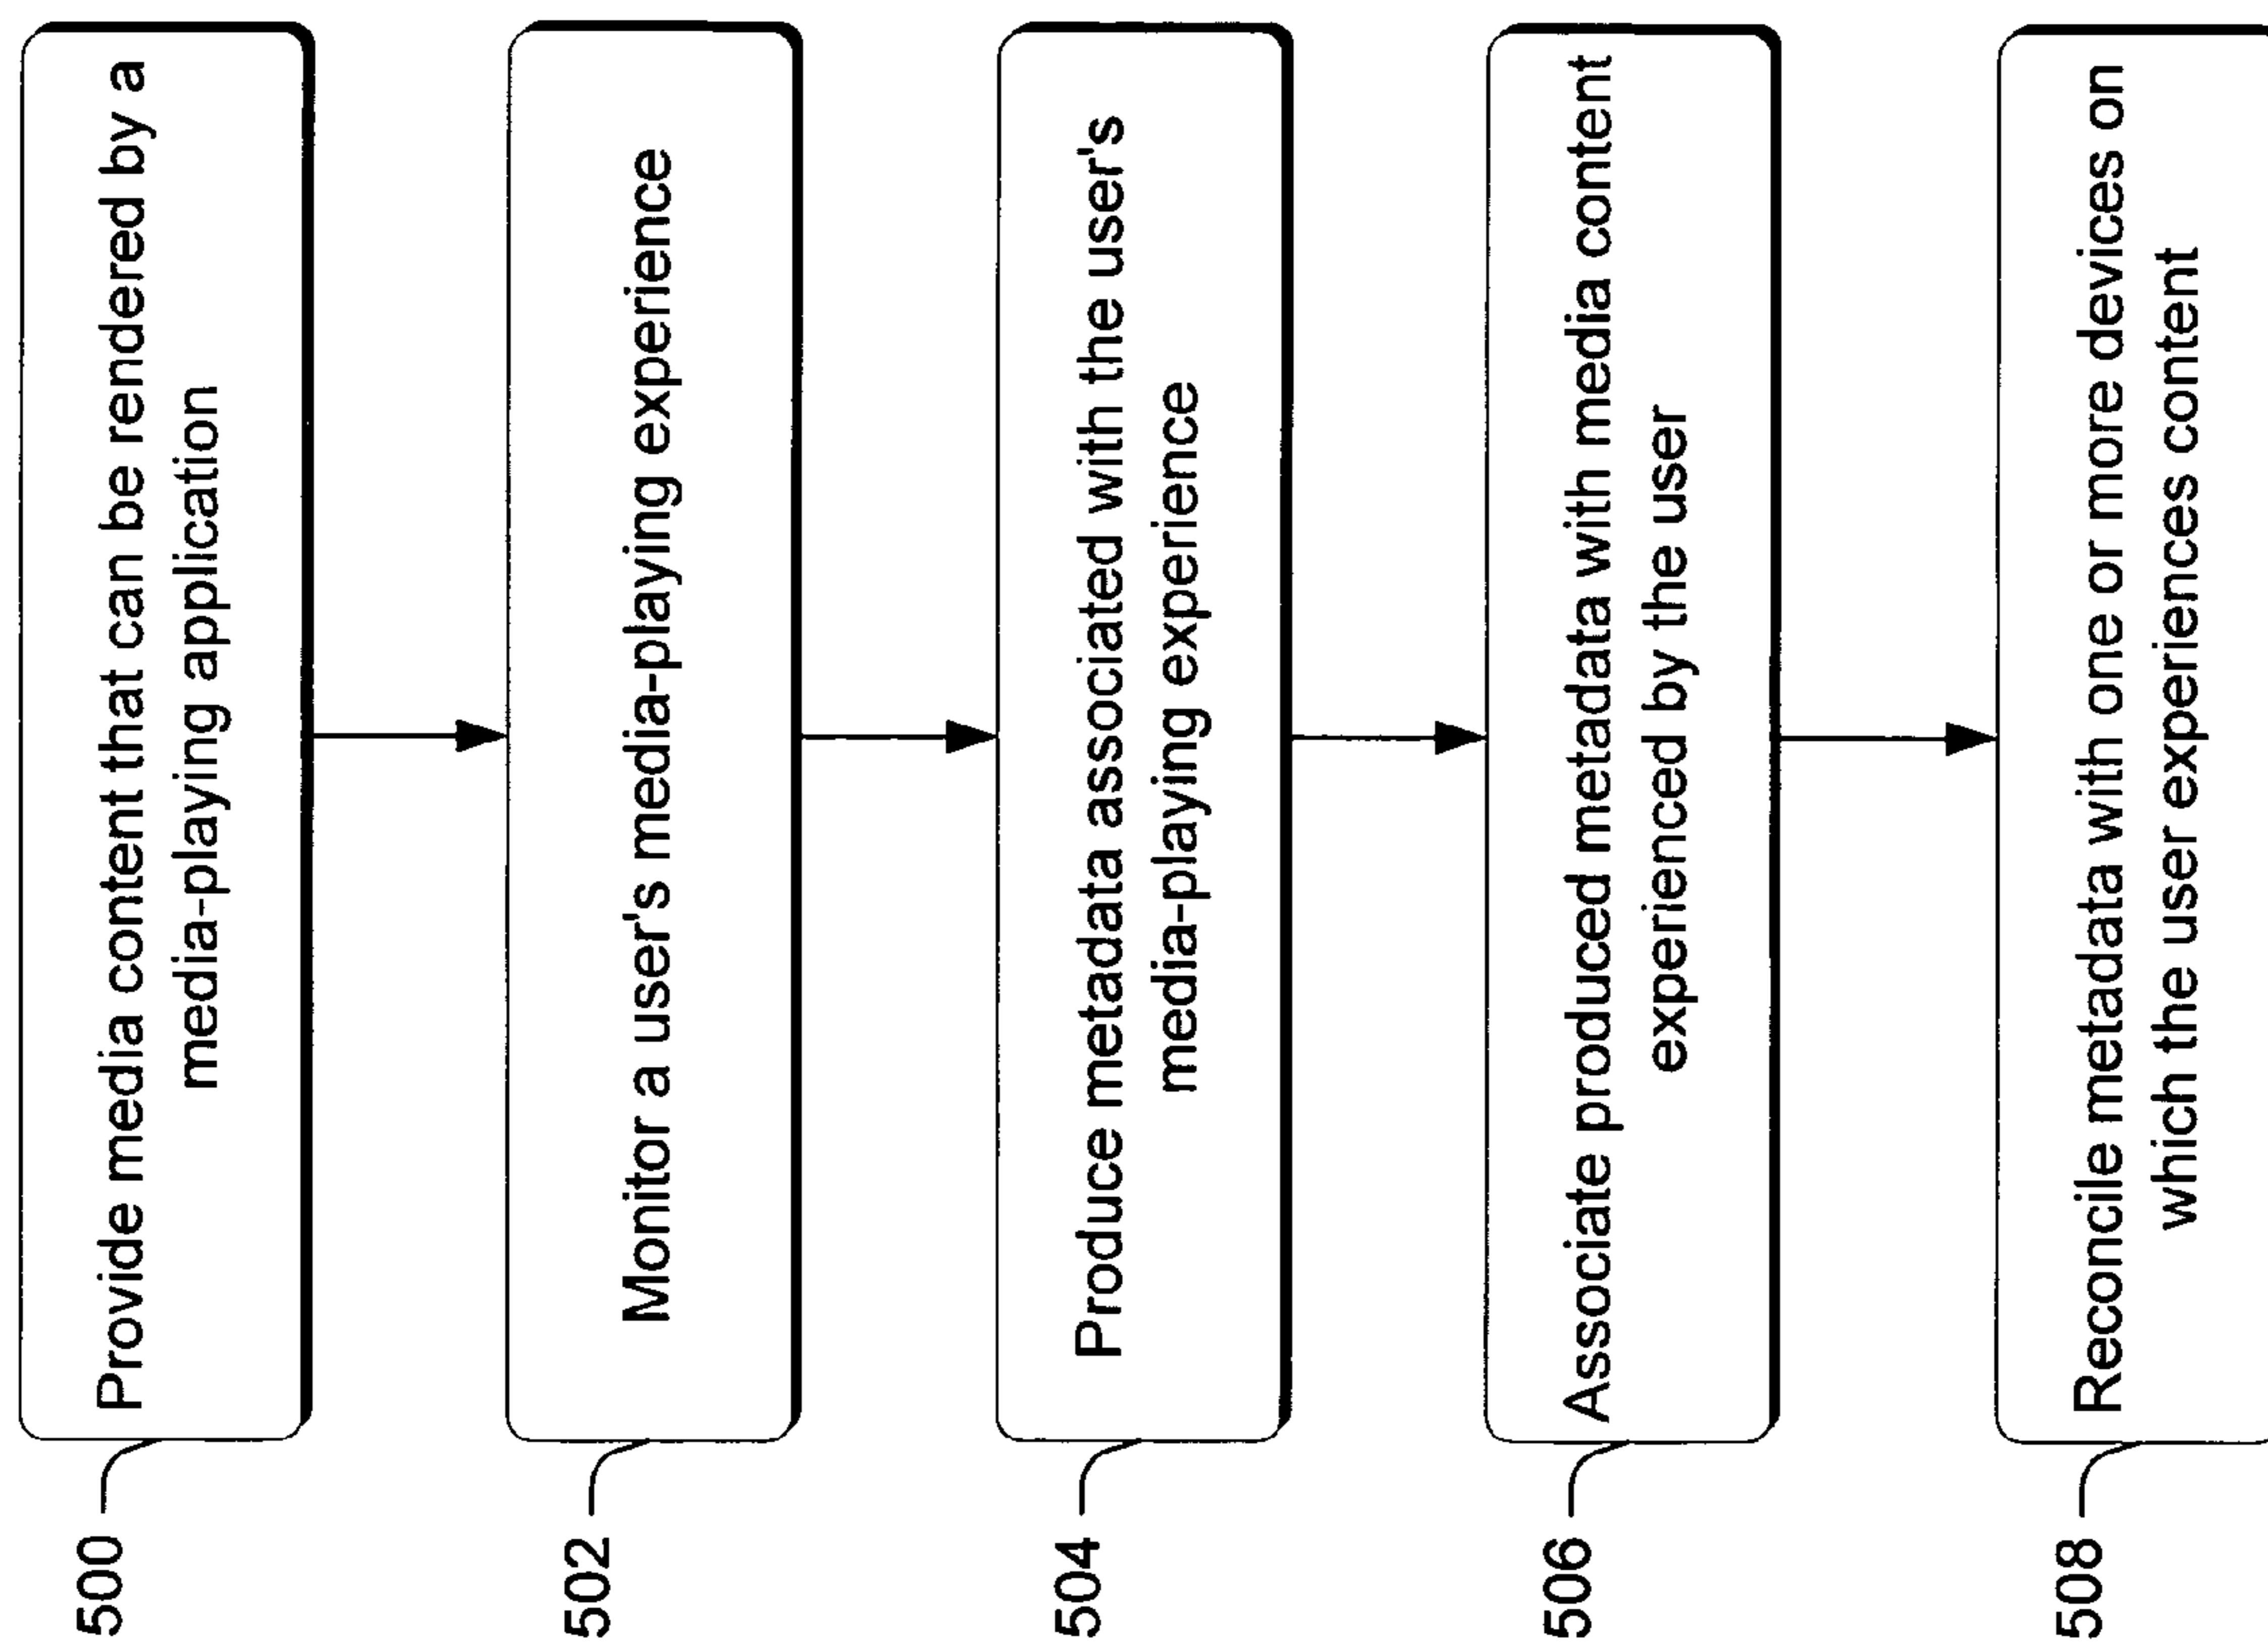 500
Provide media content that can be rendered by a
media-playing application
502
Monitor a user's media-playing experience
504
Produce metadata associated with the user's
media-playing experience
506
Associate produced metadata with media content
experienced by the user
508
Reconcile metadata with one or more devices on
which the user experiences content